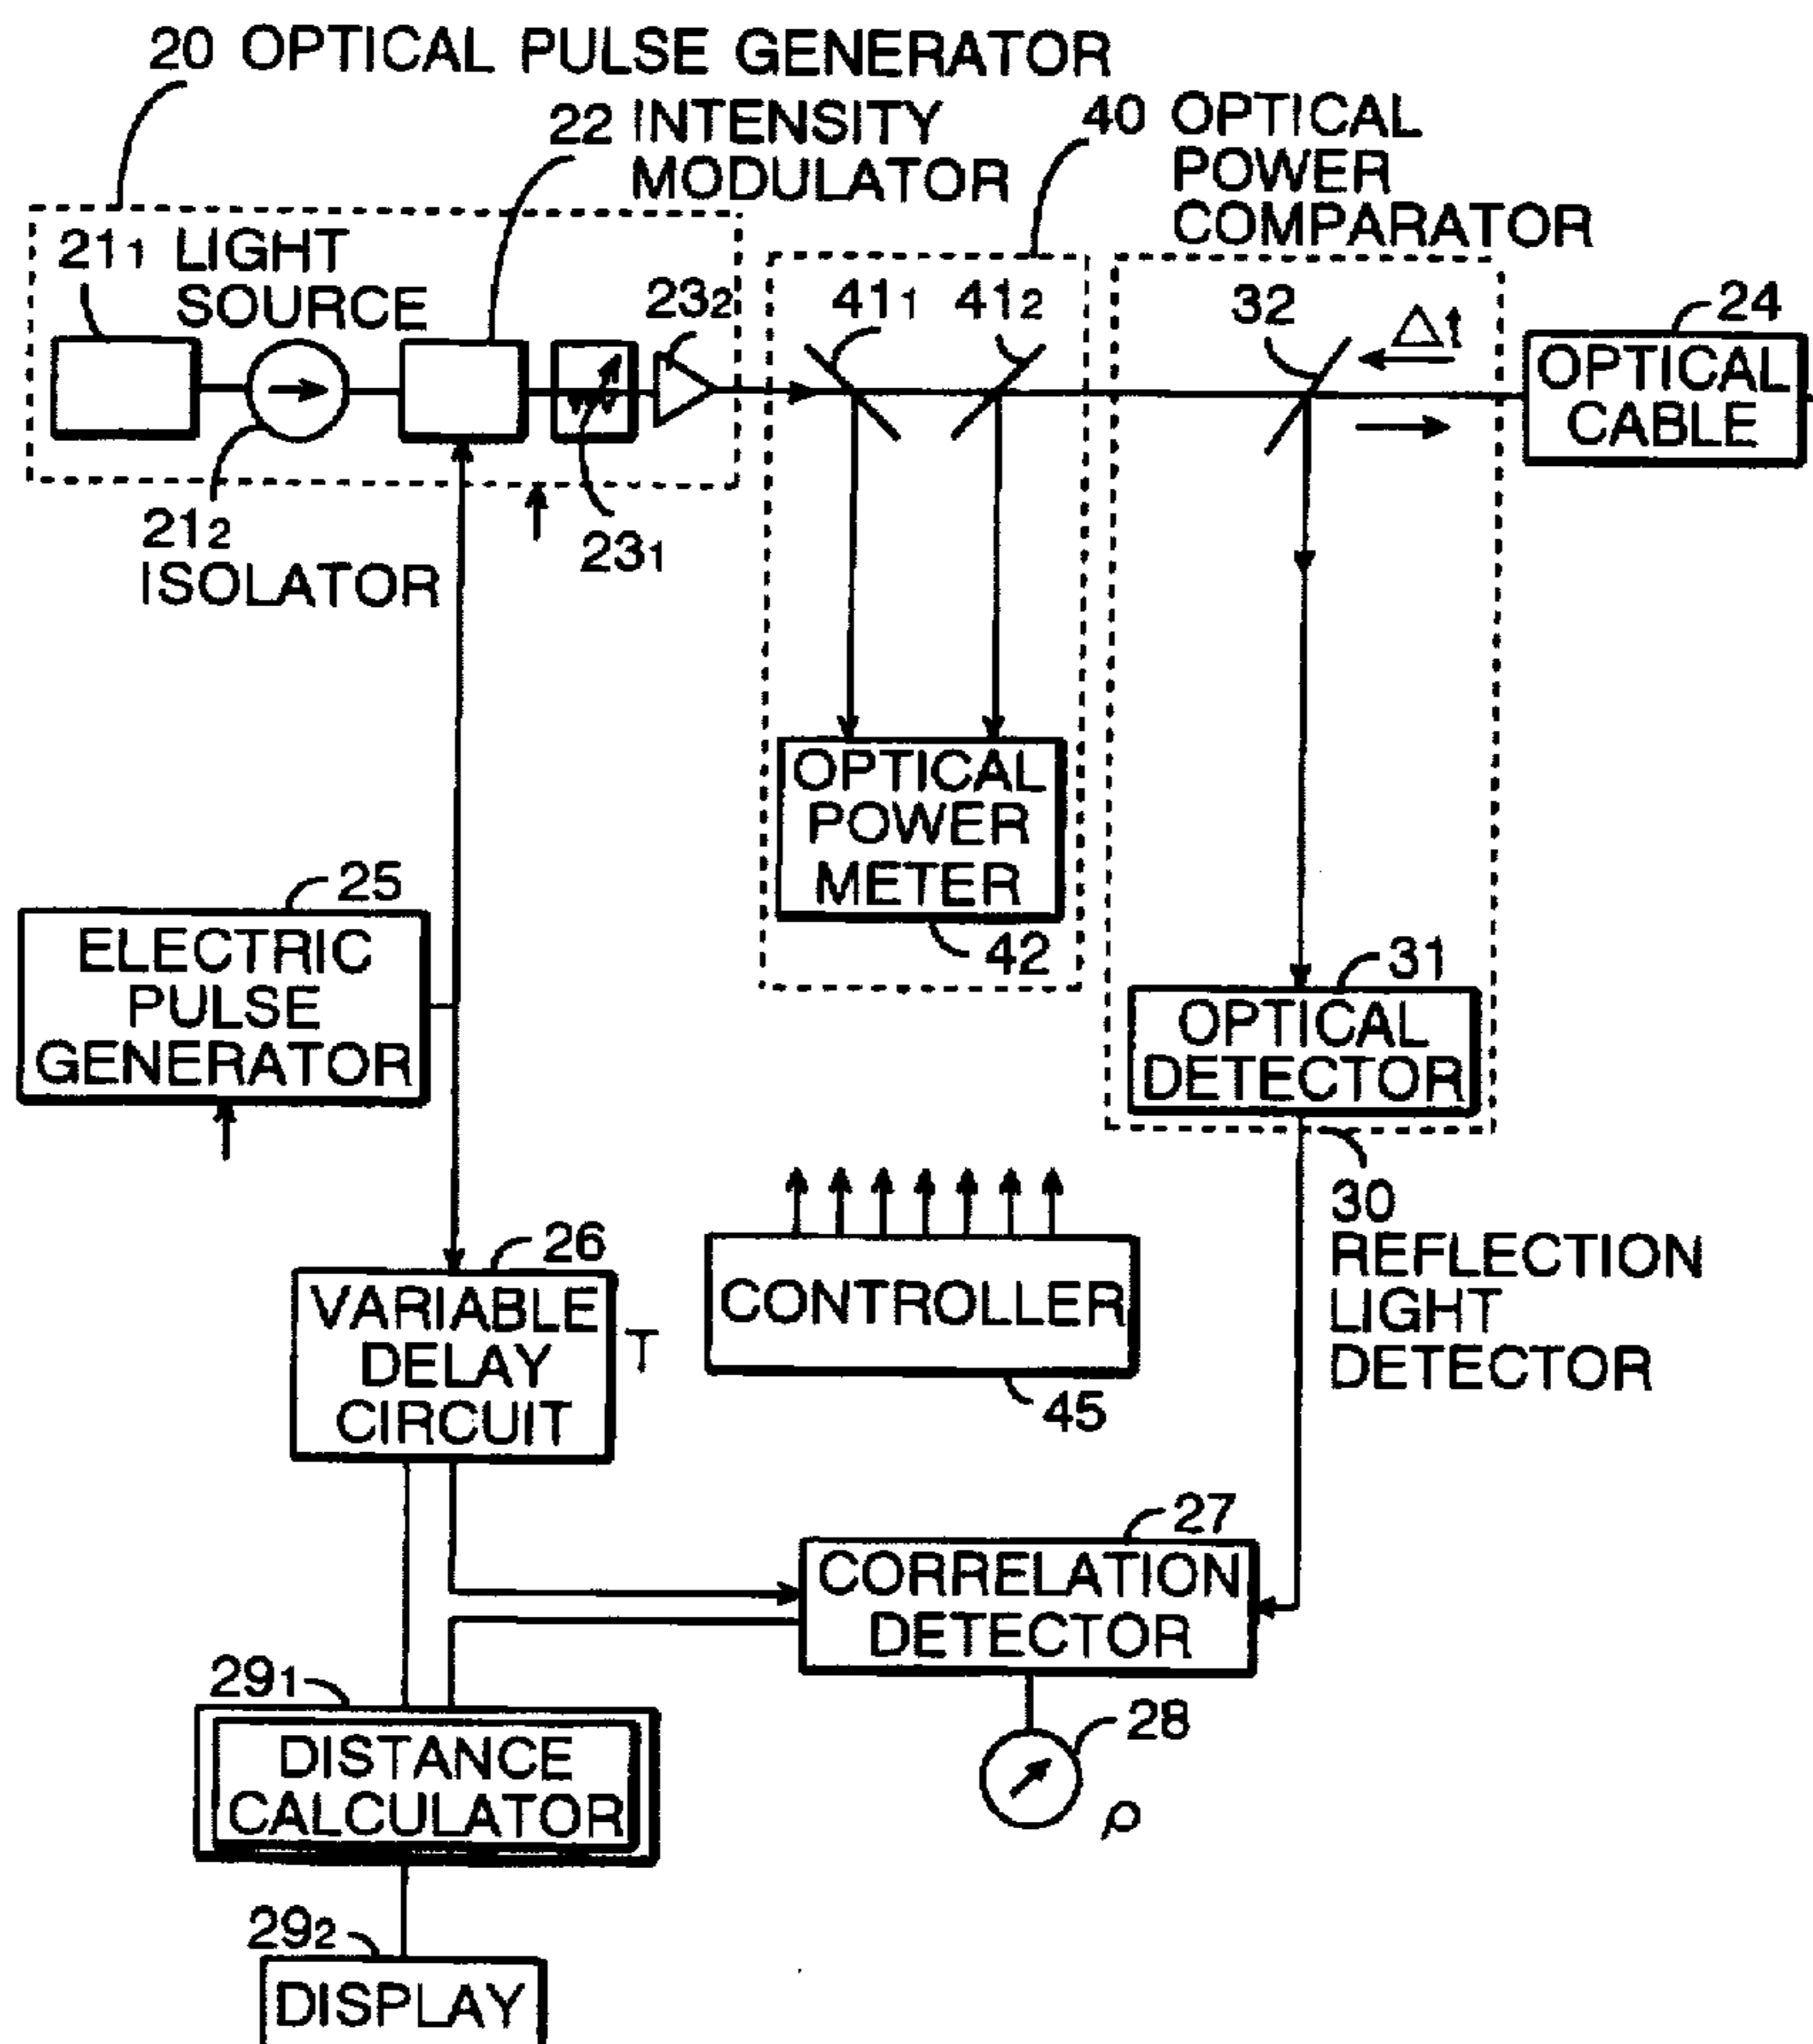 20 OPTICAL PULSE GENERATOR
22 INTENSITY
MODULATOR
40 OPTICAL
POWER
COMPARATOR
21₁ LIGHT
SOURCE
23₂
41₁
41₂
32
Δt
24
OPTICAL
CABLE
21₂
ISOLATOR
23₁
OPTICAL
POWER
METER
42
25
ELECTRIC
PULSE
GENERATOR
31
OPTICAL
DETECTOR
30
REFLECTION
LIGHT
DETECTOR
26
VARIABLE
DELAY
CIRCUIT
T
CONTROLLER
45
27
CORRELATION
DETECTOR
28
ρ
29₁
DISTANCE
CALCULATOR
29₂
DISPLAY